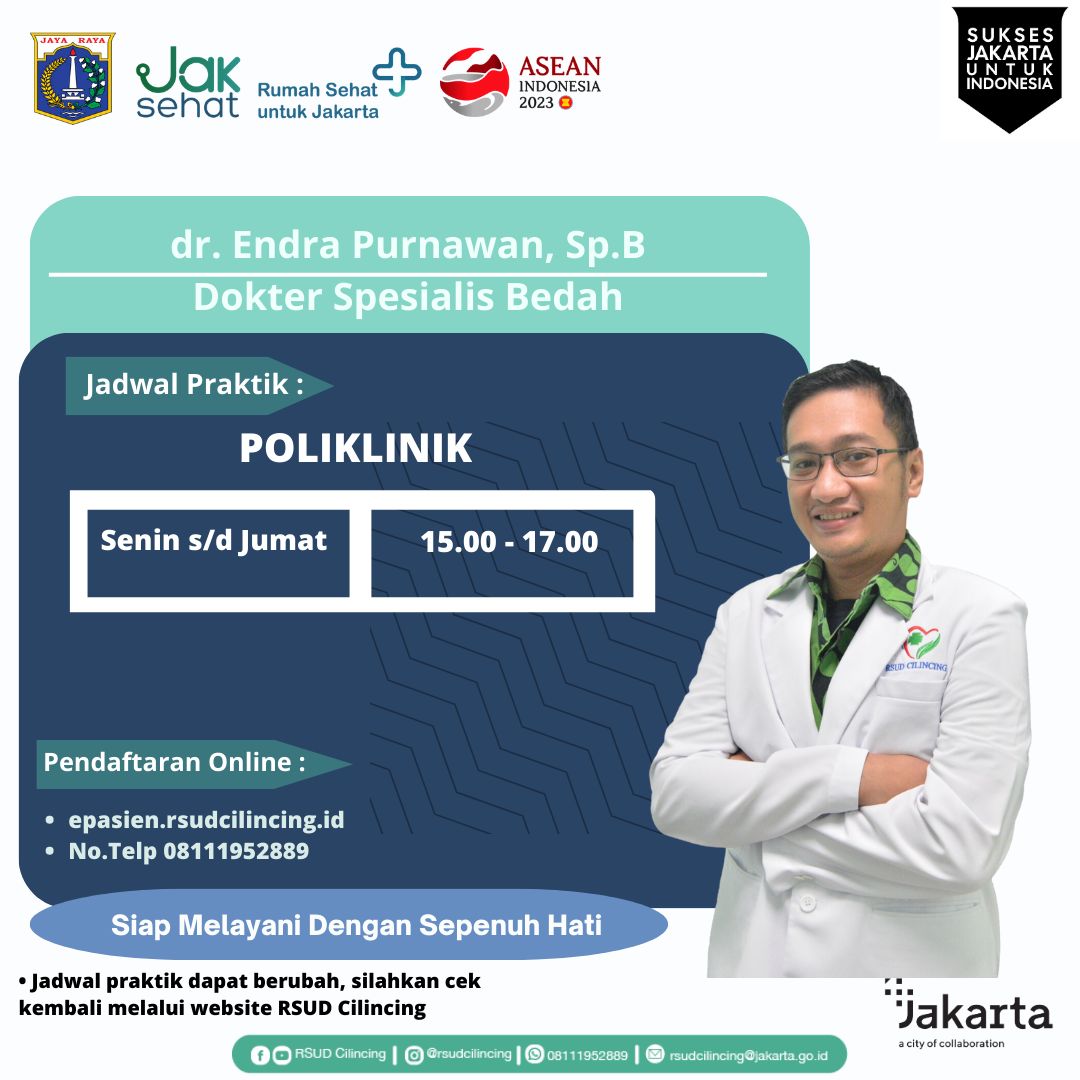 JAYA RAYA
Jak
sehat
Rumah Sehat
untuk Jakarta
ASEAN
INDONESIA
2023
SUKSES
JAKARTA
UNTUK
INDONESIA
dr. Endra Purnawan, Sp.B
Dokter Spesialis Bedah
Jadwal Praktik :
POLIKLINIK
Senin s/d Jumat
15.00 - 17.00
RSUD CILINCING
Pendaftaran Online :
• epasien.rsudcilincing.id
• No.Telp 08111952889
Siap Melayani Dengan Sepenuh Hati
• Jadwal praktik dapat berubah, silahkan cek
kembali melalui website RSUD Cilincing
Jakarta
a city of collaboration
RSUD Cilincing | @rsudcilincing | 08111952889 | rsudcilincing@jakarta.go.id